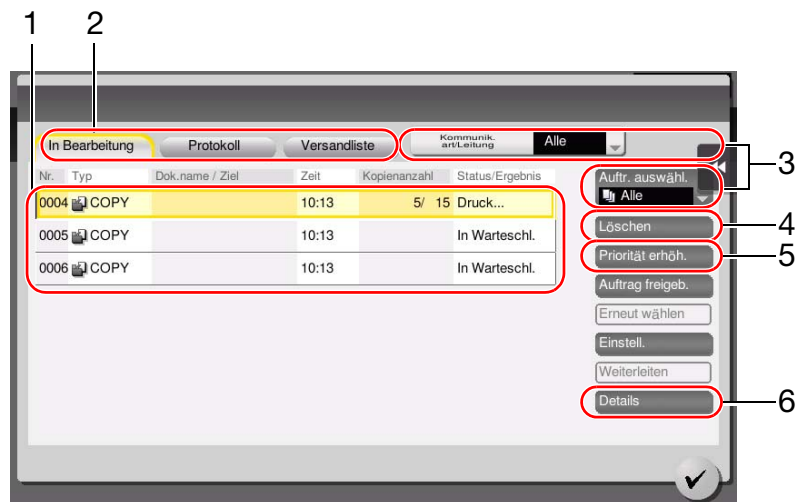 1 2
Kommunik. art/Leitung Alle
In Bearbeitung Protokoll Versandliste
3
Nr. Typ Dok.name / Ziel Zeit Kopienanzahl Status/Ergebnis
Auftr. auswähl.
Alle
0004 COPY 10:13 5/ 15 Druck...
0005 COPY 10:13 In Warteschl.
0006 COPY 10:13 In Warteschl.
Löschen 4
Priorität erhöh. 5
Auftrag freigeb.
Erneut wählen
Einstell.
Weiterleiten
Details 6